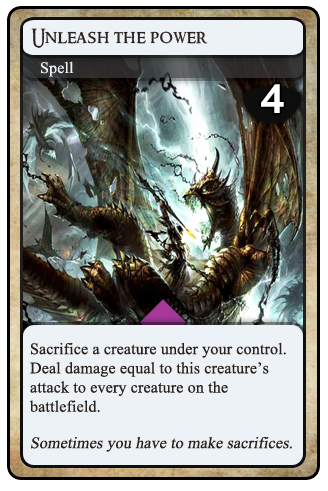 Unleash the power
Spell
4
Sacrifice a creature under your control.
Deal damage equal to this creature's
attack to every creature on the
battlefield.
Sometimes you have to make sacrifices.